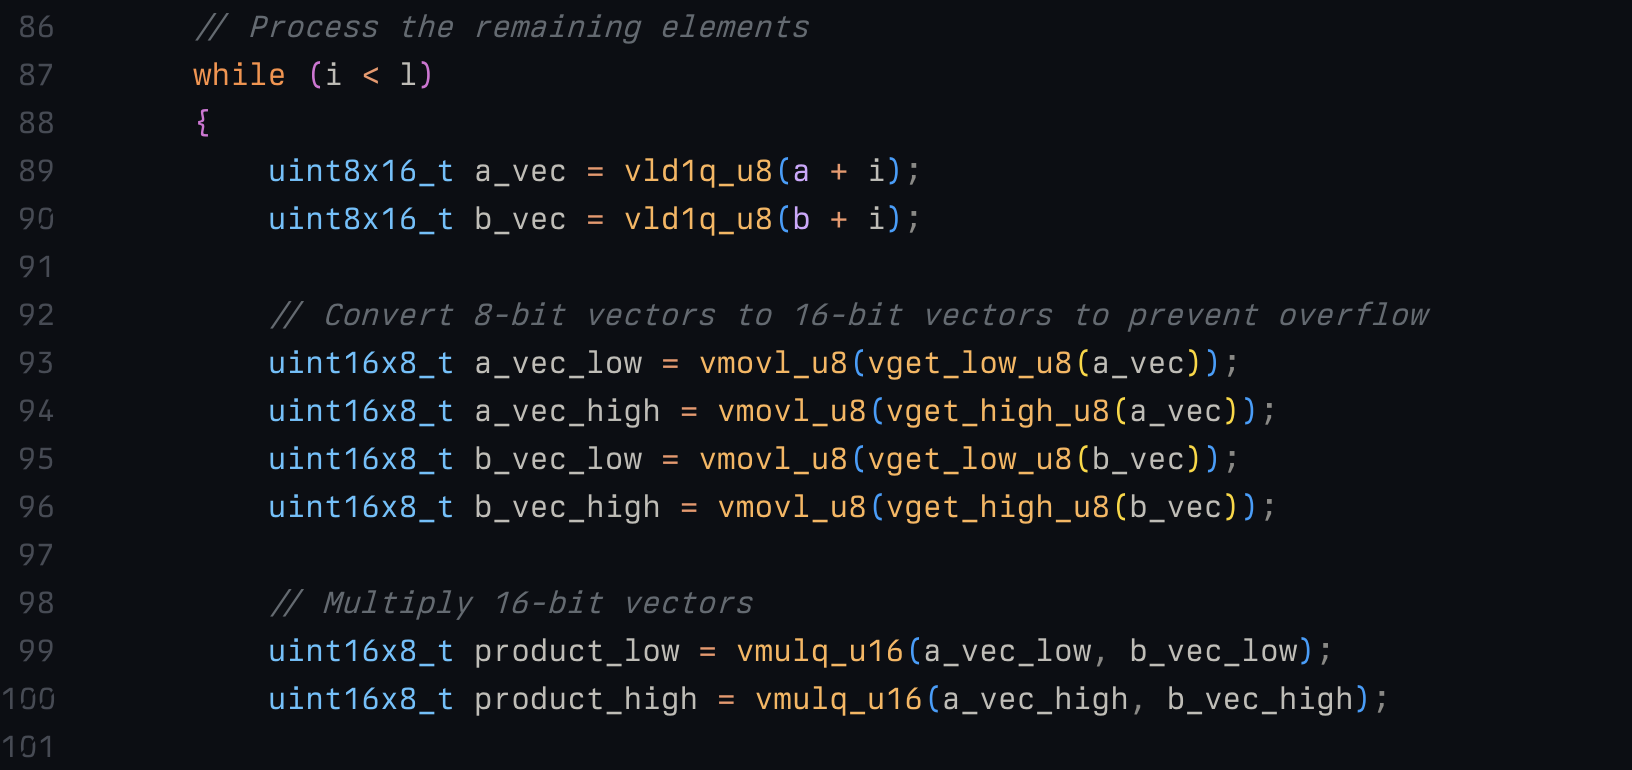 86 // Process the remaining elements
87 while (i < l)
88 {
89 uint8x16_t a_vec = vld1q_u8(a + i);
90 uint8x16_t b_vec = vld1q_u8(b + i);
91
92 // Convert 8-bit vectors to 16-bit vectors to prevent overflow
93 uint16x8_t a_vec_low = vmovl_u8(vget_low_u8(a_vec));
94 uint16x8_t a_vec_high = vmovl_u8(vget_high_u8(a_vec));
95 uint16x8_t b_vec_low = vmovl_u8(vget_low_u8(b_vec));
96 uint16x8_t b_vec_high = vmovl_u8(vget_high_u8(b_vec));
97
98 // Multiply 16-bit vectors
99 uint16x8_t product_low = vmulq_u16(a_vec_low, b_vec_low);
100 uint16x8_t product_high = vmulq_u16(a_vec_high, b_vec_high);
101